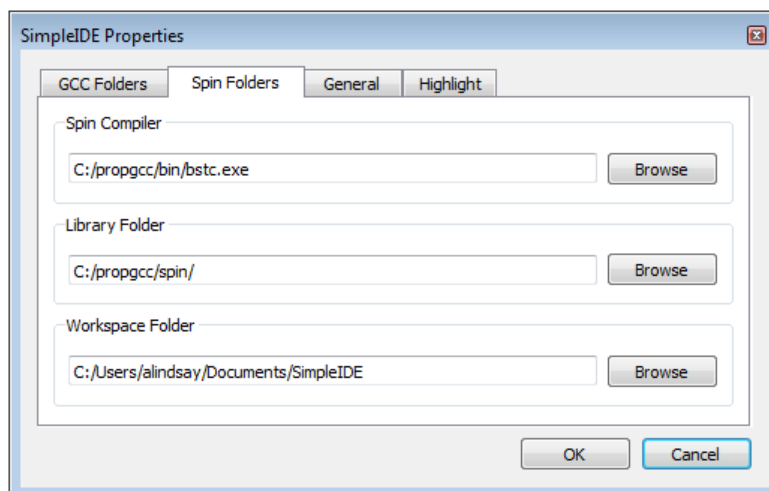 SimpleIDE Properties
GCC Folders Spin Folders General Highlight
Spin Compiler
C:/propgcc/bin/bstc.exe Browse
Library Folder
C:/propgcc/spin/ Browse
Workspace Folder
C:/Users/alindsay/Documents/SimpleIDE Browse
OK Cancel